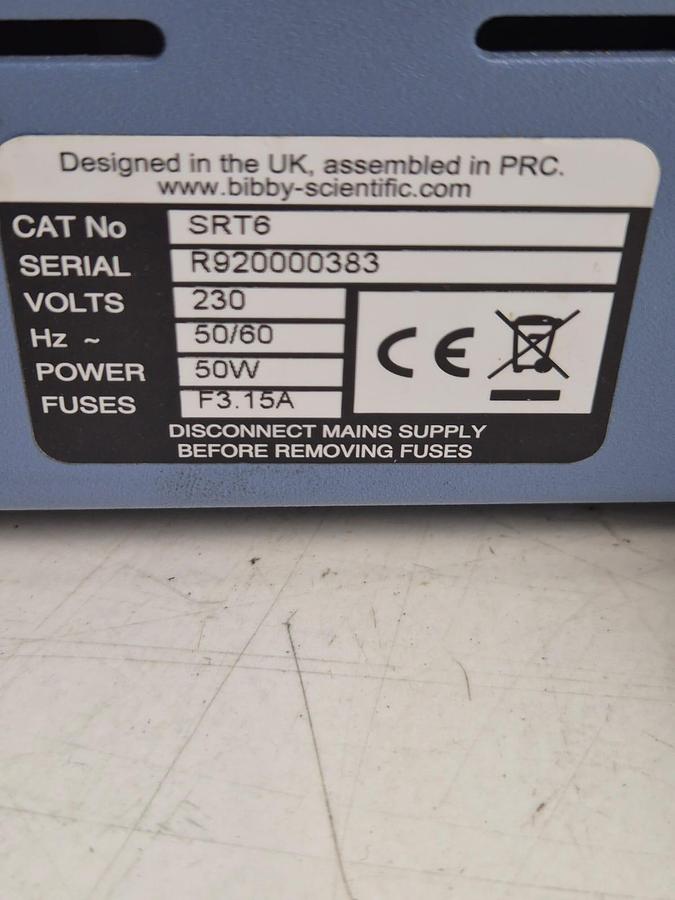 Designed in the UK, assembled in PRC.
www.bibby-scientific.com
CAT No SRT6
SERIAL R920000383
VOLTS 230
Hz ~ 50/60
POWER 50W
FUSES F3.15A
CE
DISCONNECT MAINS SUPPLY
BEFORE REMOVING FUSES